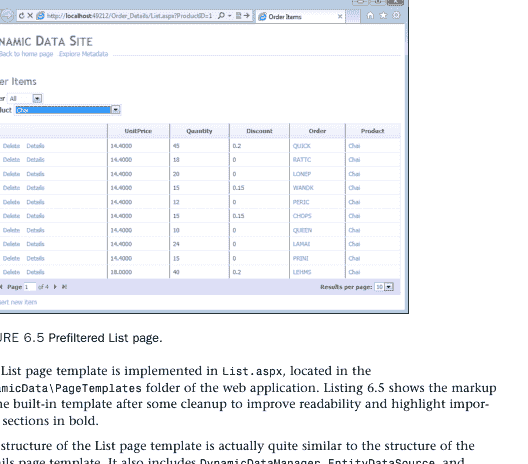 http://localhost:49212/Order_Details/List.aspx?ProductID=1 Order Items
NAMIC DATA SITE
Back to home page Explore Metadata
er Items
er All
duct Chai
UnitPrice Quantity Discount Order Product
Delete Details 14.4000 45 0.2 QUICK Chai
Delete Details 14.4000 18 0 RATTC Chai
Delete Details 14.4000 20 0 LONEP Chai
Delete Details 14.4000 15 0.15 WANDK Chai
Delete Details 14.4000 12 0 PERIC Chai
Delete Details 14.4000 15 0.15 CHOPS Chai
Delete Details 14.4000 10 0 QUEEN Chai
Delete Details 14.4000 24 0 LAMAI Chai
Delete Details 14.4000 15 0 PRINI Chai
Delete Details 18.0000 40 0.2 LEHMS Chai
Page 1 of 4 Results per page: 10
ert new item
URE 6.5 Prefiltered List page.
List page template is implemented in List.aspx, located in the
amicData\PageTemplates folder of the web application. Listing 6.5 shows the markup
he built-in template after some cleanup to improve readability and highlight impor-
sections in bold.
structure of the List page template is actually quite similar to the structure of the
ils page template. It also includes DynamicDataManager, EntityDataSource, and